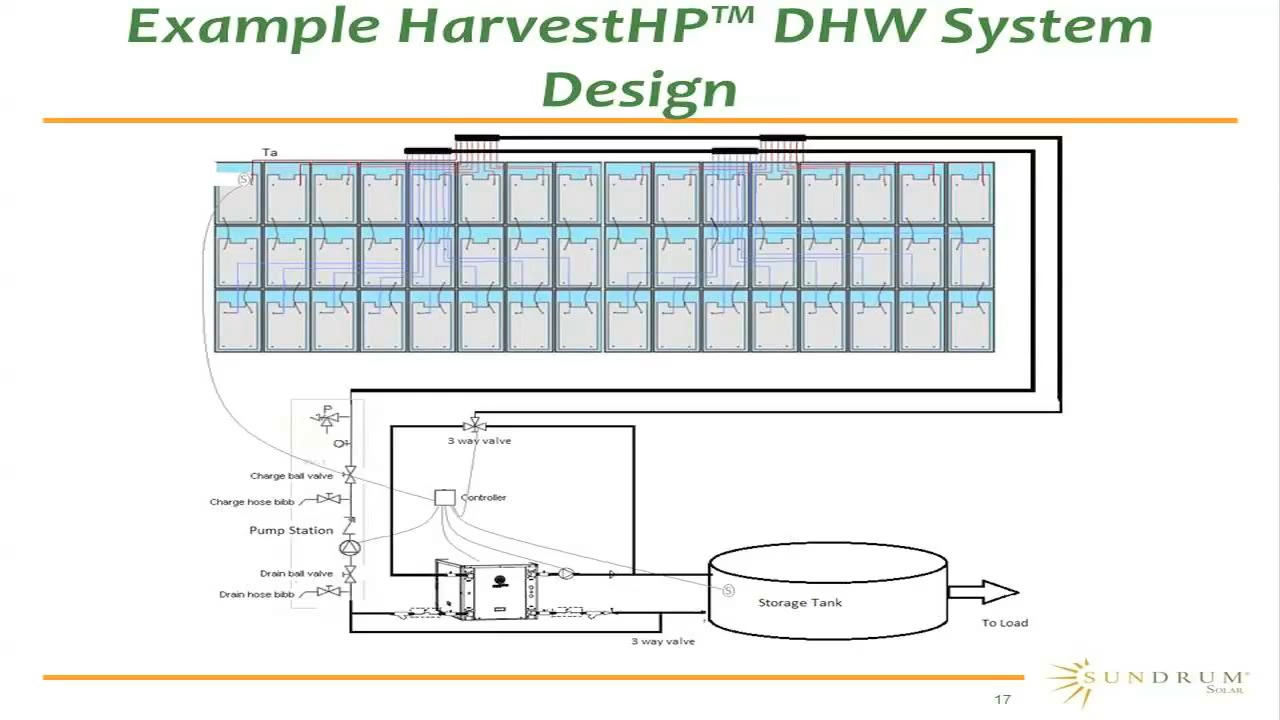 Example HarvestHP™ DHW System
Design
Ta
S
P
3 way valve
Charge ball valve
Controller
Charge hose bibb
Pump Station
Drain ball valve
Drain hose bibb
S
Storage Tank
To Load
3 way valve
SUNDRUM®
SOLAR
17